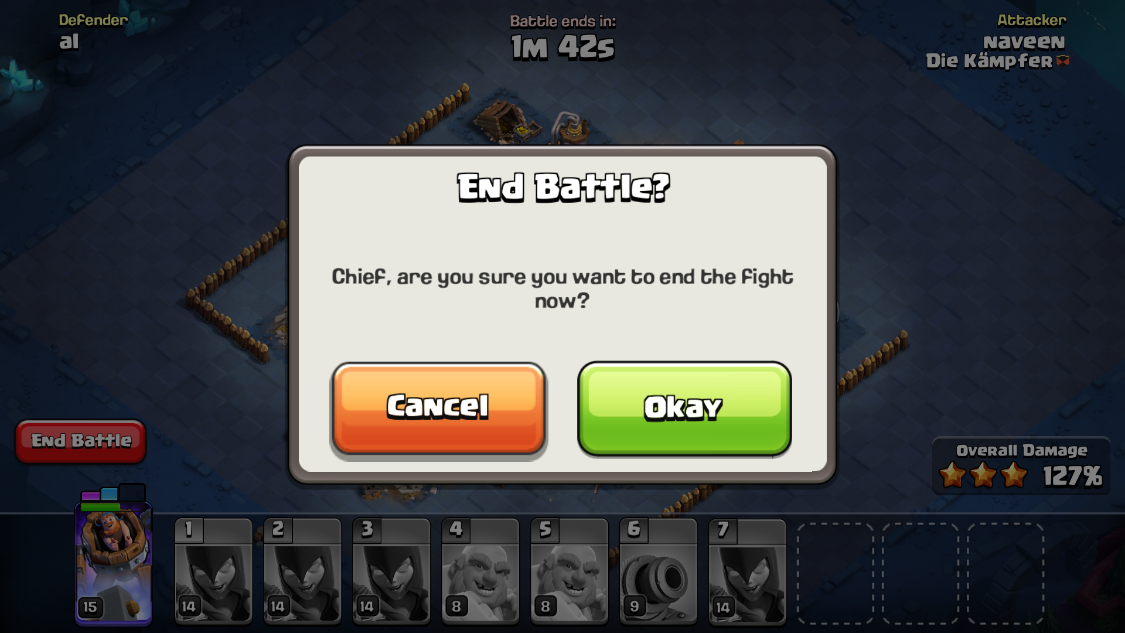 Defender
al
Battle ends in:
1m 42s
Attacker
naveen
Die Kämpfer
End Battle?
Chief, are you sure you want to end the fight
now?
Cancel
Okay
End Battle
Overall Damage
127%
1
2
3
4
5
6
7
15
14
14
14
8
8
9
14